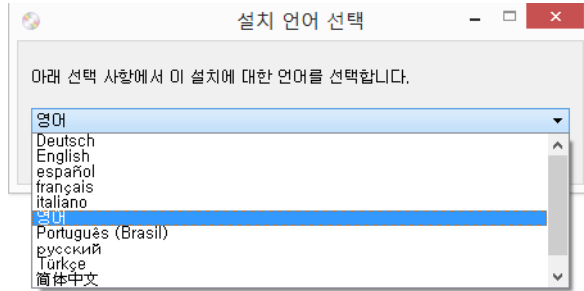 설치 언어 선택
아래 선택 사항에서 이 설치에 대한 언어를 선택합니다.
영어
Deutsch
English
español
français
italiano
영어
Português (Brasil)
русский
Türkçe
简体中文